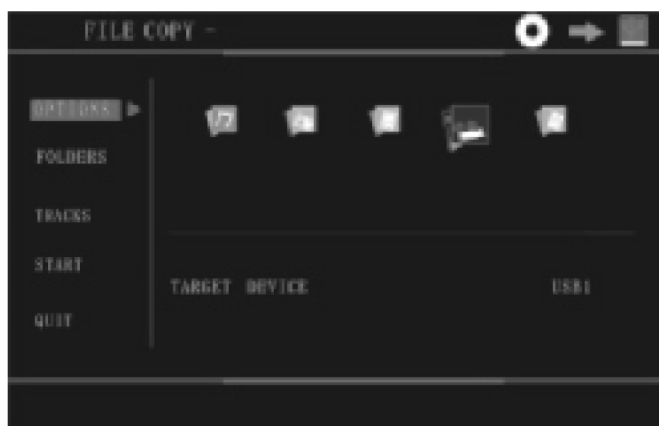 FILE COPY -
OPTIONS
FOLDERS
TRACKS
START
TARGET DEVICE USB1
QUIT